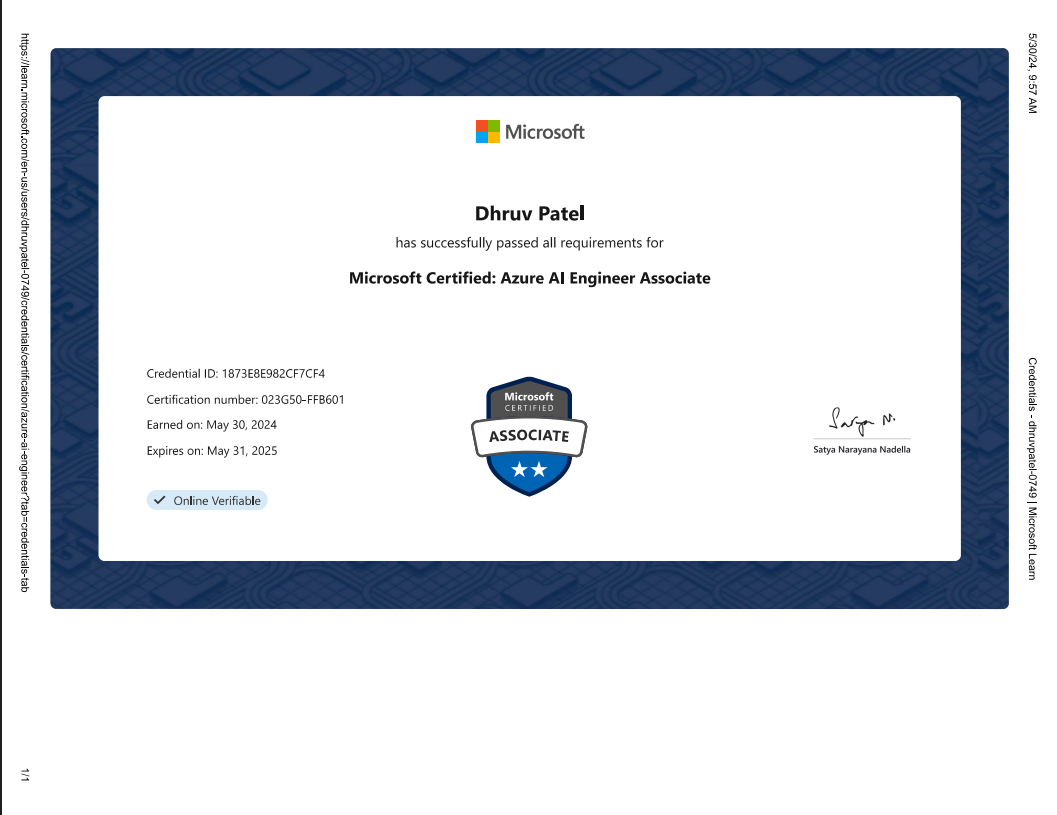 5/30/24, 9:57 AM
Credentials - dhruvpatel-0749 | Microsoft Learn
Microsoft
Dhruv Patel
has successfully passed all requirements for
Microsoft Certified: Azure AI Engineer Associate
Credential ID: 1873E8E982CF7CF4
Certification number: 023G50-FFB601
Earned on: May 30, 2024
Expires on: May 31, 2025
Online Verifiable
Microsoft
CERTIFIED
ASSOCIATE
Satya N.
Satya Narayana Nadella
https://learn.microsoft.com/en-us/users/dhruvpatel-0749/credentials/certification/azure-ai-engineer?tab=credentials-tab
1/1